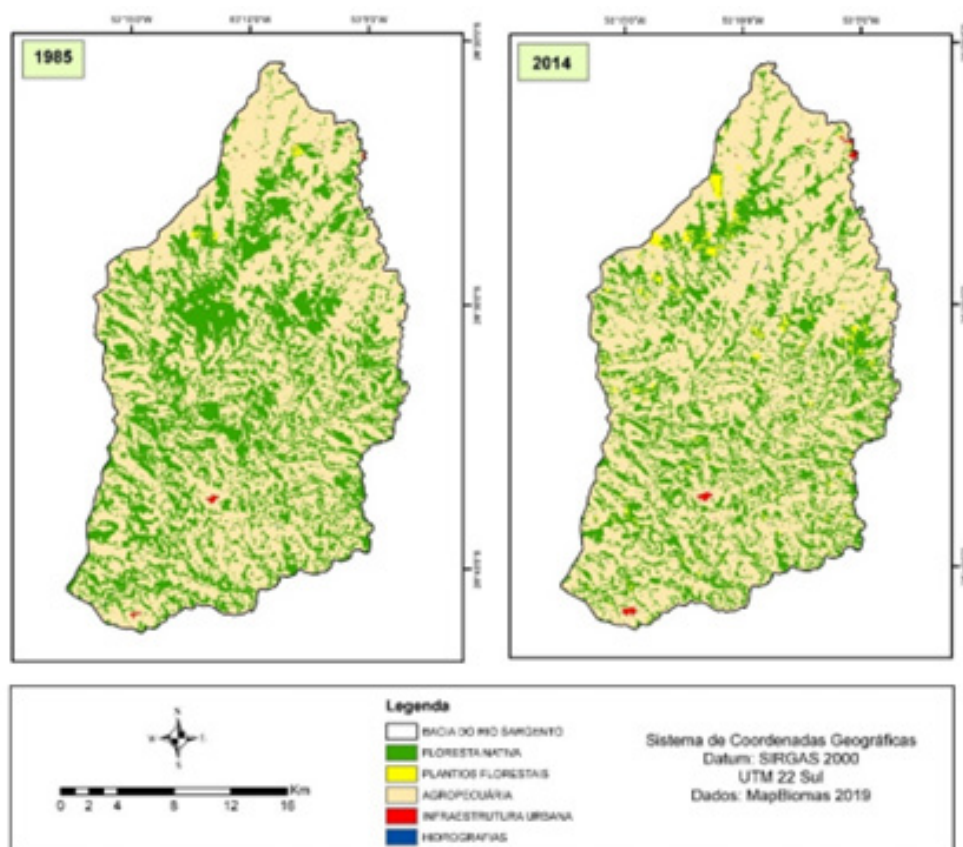 1985
2014
Legenda
BACIA DO RIO SARGENTO
FLORESTA NATIVA
PLANTIOS FLORESTAIS
AGROPECUÁRIA
INFRAESTRUTURA URBANA
HIDROGRAFIAS
N
W
S
0 2 4 8 12 16 Km
Sistema de Coordenadas Geográficas
Datum: SIRGAS 2000
UTM 22 Sul
Dados: MapBiomas 2019